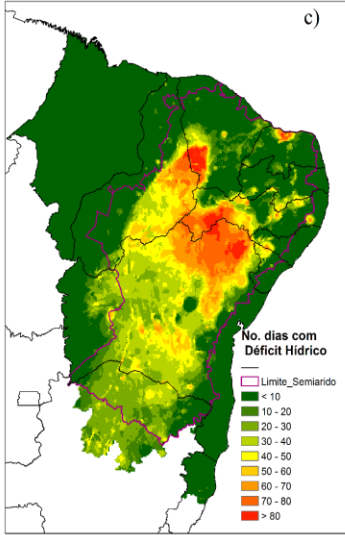 c)
No. dias com
Déficit Hídrico
Limite_Semiarido
< 10
10 - 20
20 - 30
30 - 40
40 - 50
50 - 60
60 - 70
70 - 80
> 80